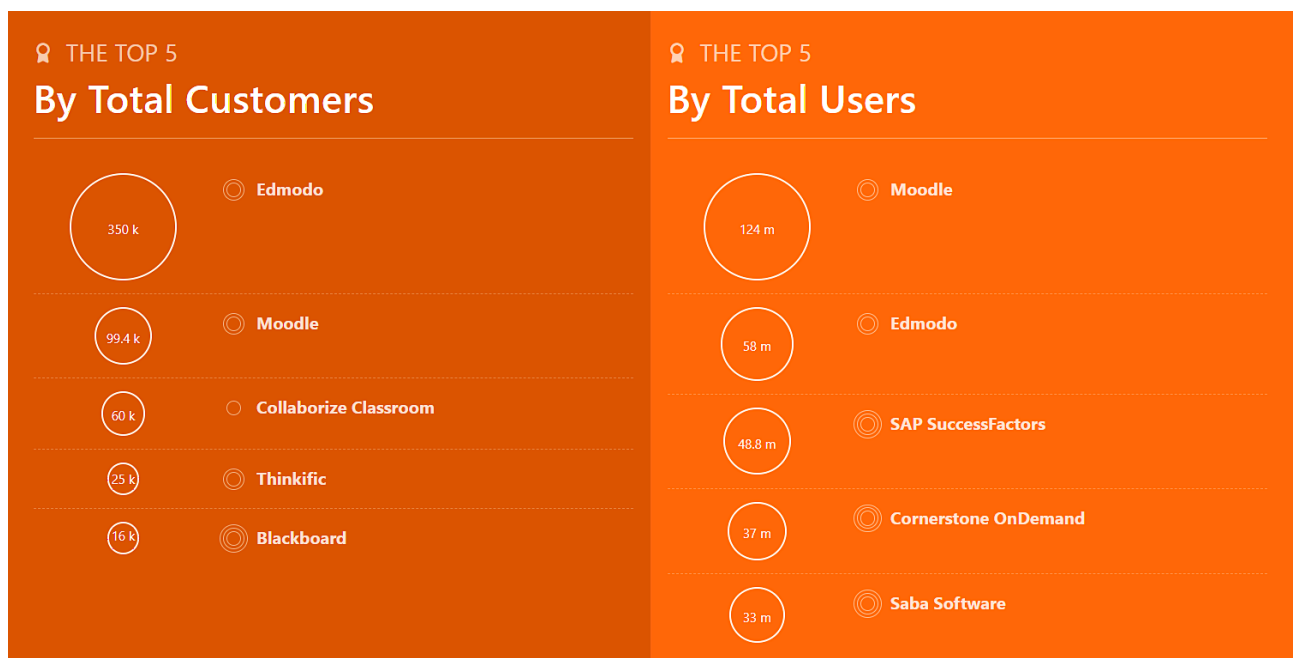 THE TOP 5
By Total Customers
350 k
Edmodo
99.4 k
Moodle
60 k
Collaborize Classroom
25 k
Thinkific
16 k
Blackboard
THE TOP 5
By Total Users
124 m
Moodle
58 m
Edmodo
48.8 m
SAP SuccessFactors
37 m
Cornerstone OnDemand
33 m
Saba Software